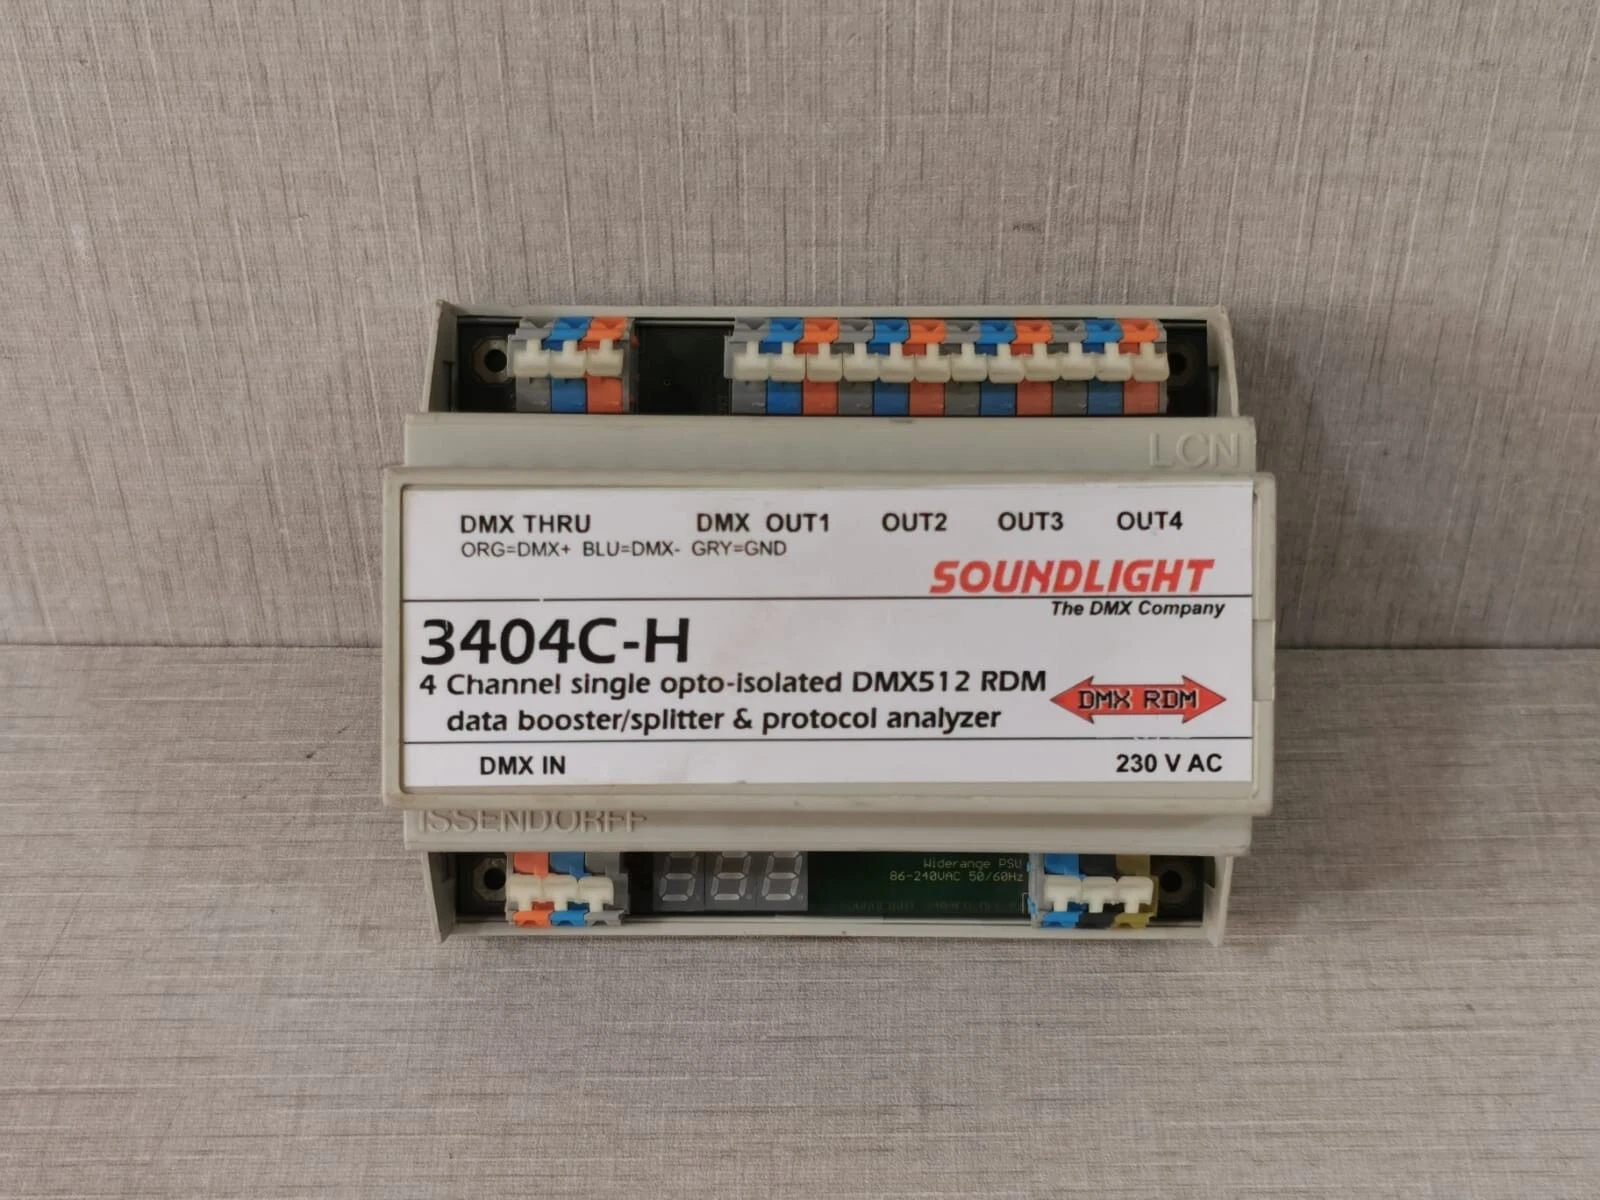 LCN
DMX THRU DMX OUT1 OUT2 OUT3 OUT4
ORG=DMX+ BLU=DMX- GRY=GND
SOUNDLIGHT
The DMX Company
3404C-H
4 Channel single opto-isolated DMX512 RDM
data booster/splitter & protocol analyzer
DMX RDM
DMX IN 230 V AC
ISSENDORFF
Widerange PSU
86-240VAC 50/60Hz